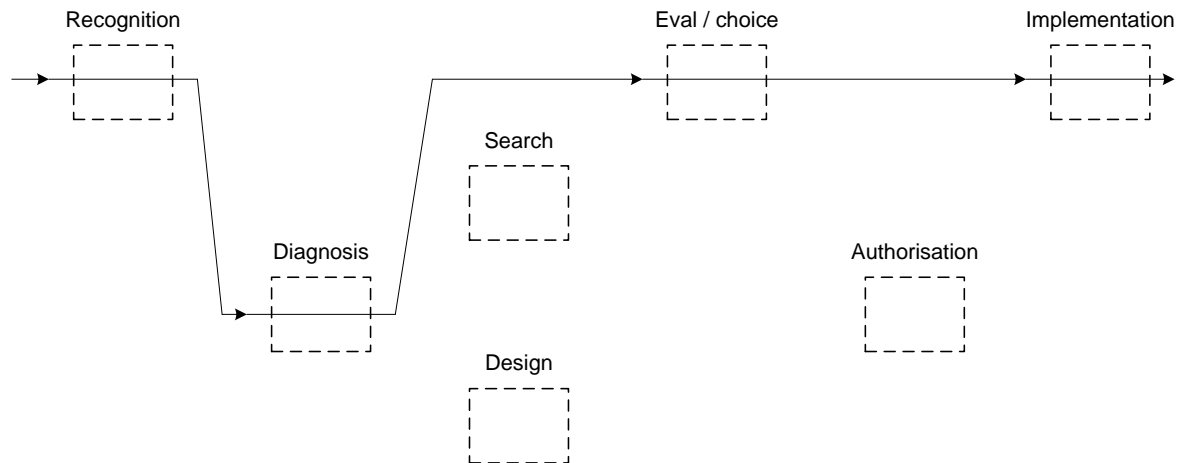 Recognition
Eval / choice
Implementation
Search
Diagnosis
Authorisation
Design